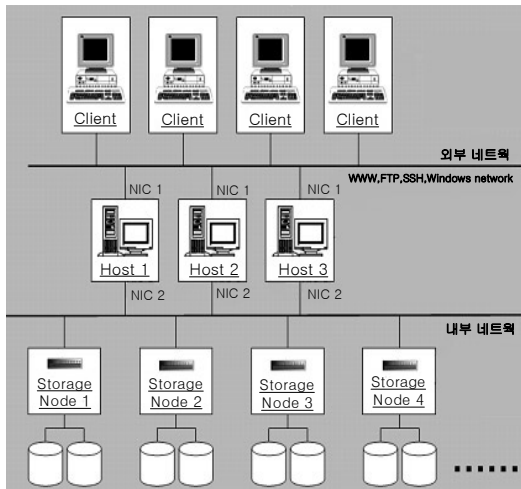 Client Client Client Client
외부 네트웍
WWW,FTP,SSH,Windows network
NIC 1 NIC 1 NIC 1
Host 1 Host 2 Host 3
NIC 2 NIC 2 NIC 2
내부 네트웍
Storage Node 1
Storage Node 2
Storage Node 3
Storage Node 4